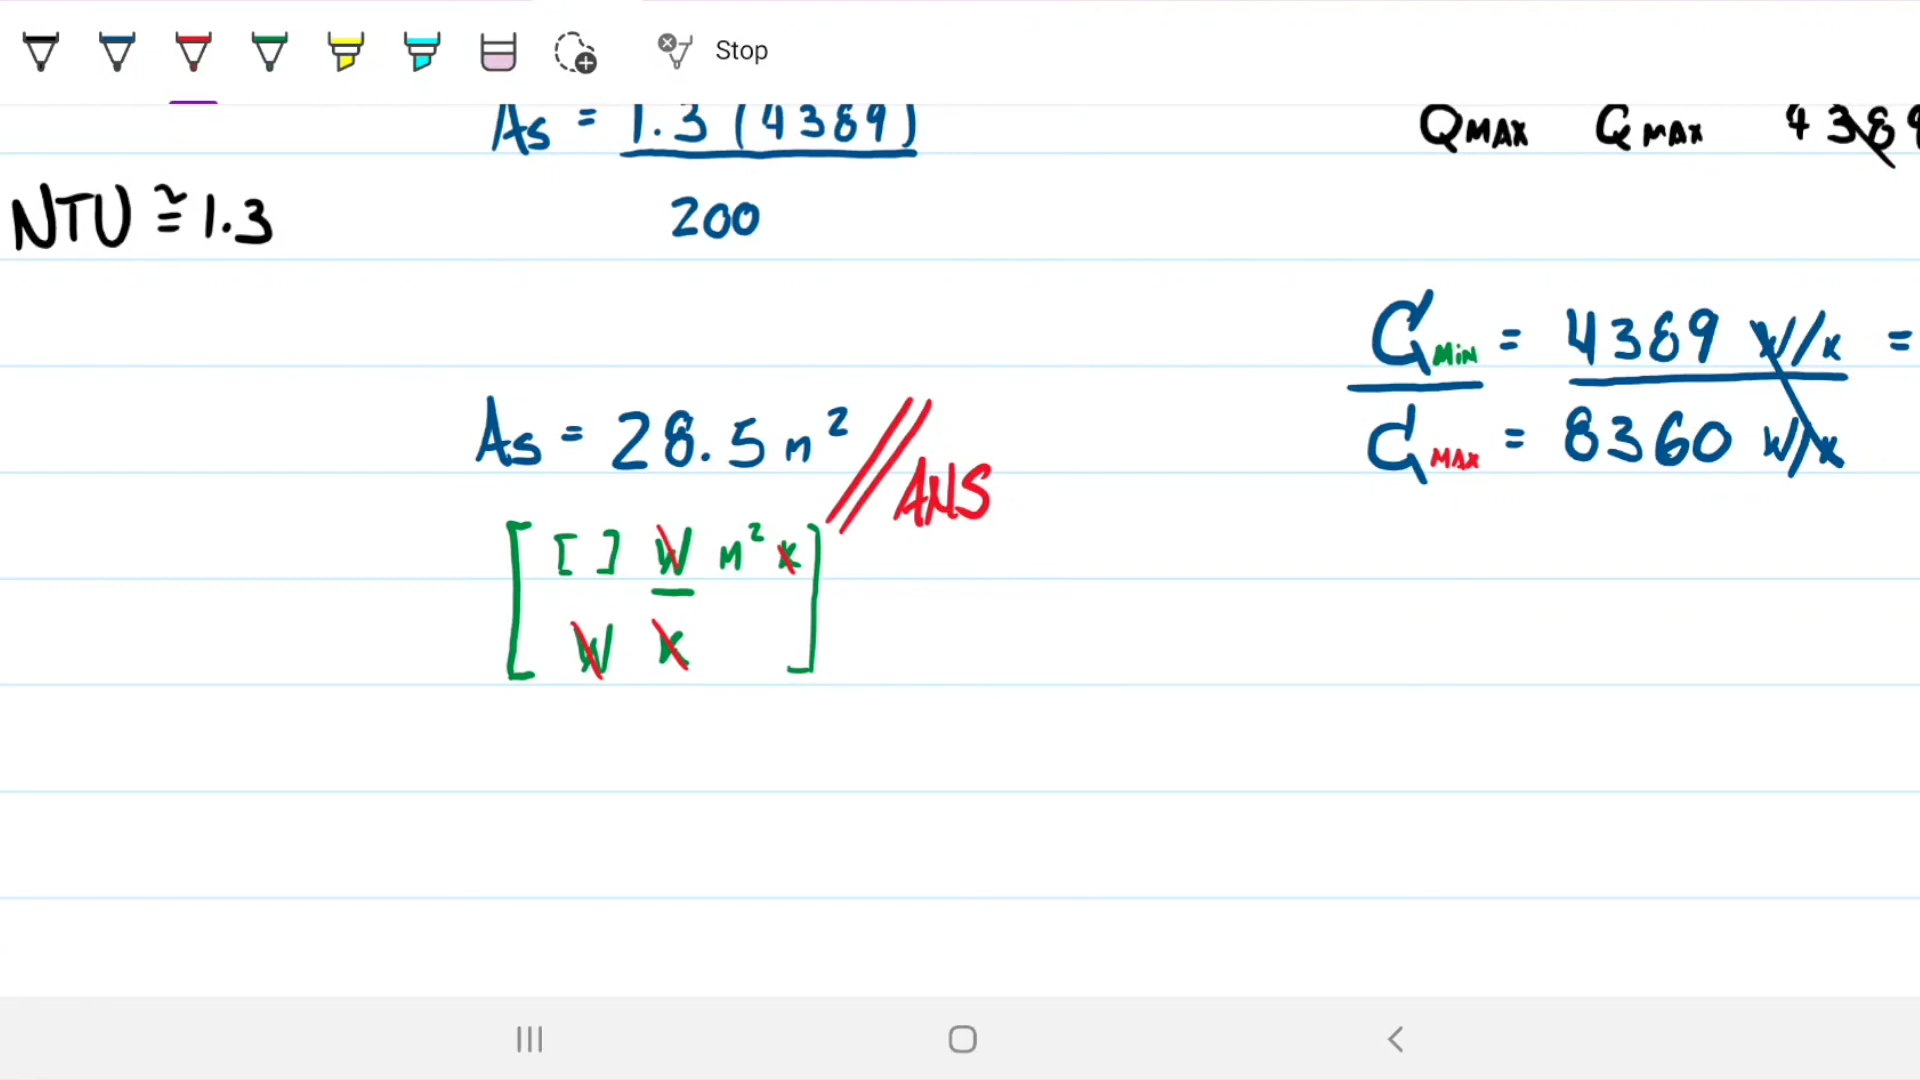 Stop
As = 1.3 (4389)
200
QMAX QMAX 4389
NTU ≅ 1.3
CMIN = 4389 W/K =
CMAX = 8360 W/K
As = 28.5 m² // ANS
[ [ ] W m² K ]
W K